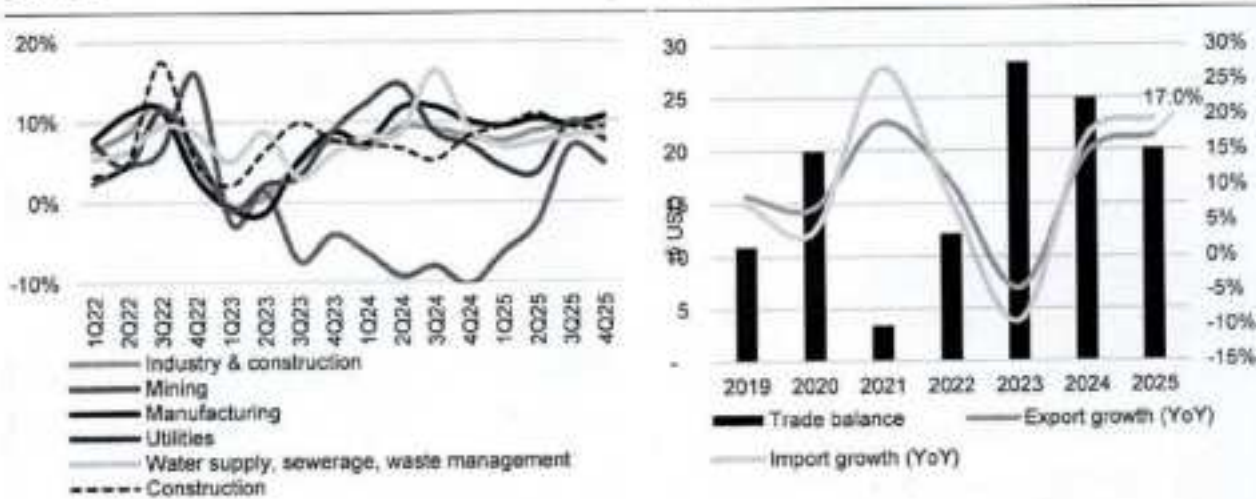 20%
10%
0%
-10%
1Q22
2Q22
3Q22
4Q22
1Q23
2Q23
3Q23
4Q23
1Q24
2Q24
3Q24
4Q24
1Q25
2Q25
3Q25
4Q25
Industry & construction
Mining
Manufacturing
Utilities
Water supply, sewerage, waste management
Construction
30
25
20
15
10
5
-
USD
30%
25%
20%
15%
10%
5%
0%
-5%
-10%
-15%
17.0%
2019 2020 2021 2022 2023 2024 2025
Trade balance
Export growth (YoY)
Import growth (YoY)